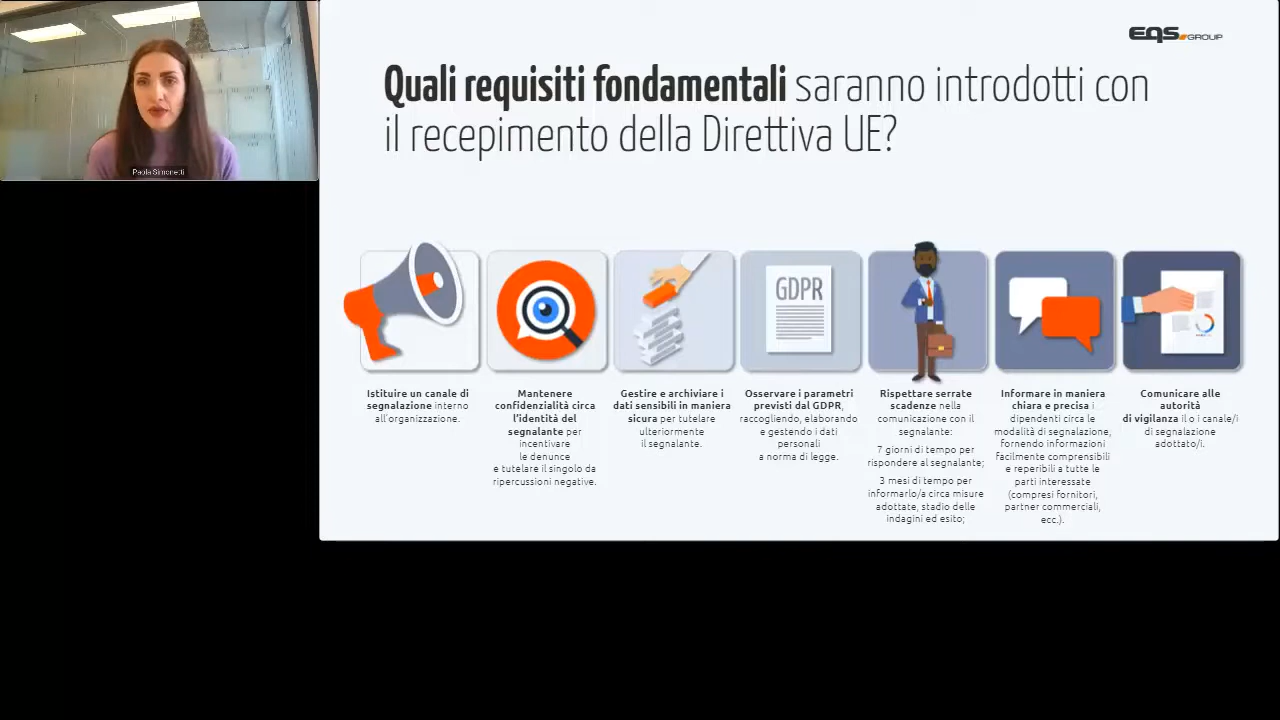 Paola Simonetti
EQS GROUP
Quali requisiti fondamentali saranno introdotti con
il recepimento della Direttiva UE?
GDPR
Istituire un canale di
segnalazione interno
all'organizzazione.
Mantenere
confidenzialità circa
l'identità del
segnalante per
incentivare
le denunce
e tutelare il singolo da
ripercussioni negative.
Gestire e archiviare i
dati sensibili in maniera
sicura per tutelare
ulteriormente
il segnalante.
Osservare i parametri
previsti dal GDPR,
raccogliendo, elaborando
e gestendo i dati
personali
a norma di legge.
Rispettare serrate
scadenze nella
comunicazione con il
segnalante:
7 giorni di tempo per
rispondere al segnalante;
3 mesi di tempo per
informarlo/a circa misure
adottate, stadio delle
indagini ed esito;
Informare in maniera
chiara e precisa i
dipendenti circa le
modalità di segnalazione,
fornendo informazioni
facilmente comprensibili
e reperibili a tutte le
parti interessate
(compresi fornitori,
partner commerciali,
ecc.).
Comunicare alle
autorità
di vigilanza il o i canale/i
di segnalazione
adottato/i.